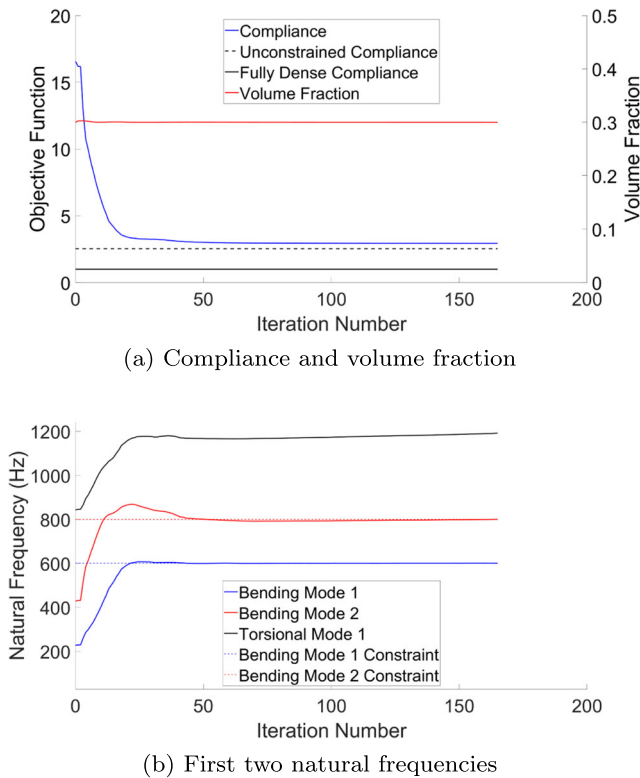 20
15
10
5
0
Objective Function
Compliance
Unconstrained Compliance
Fully Dense Compliance
Volume Fraction
0.5
0.4
0.3
0.2
0.1
0
Volume Fraction
0 50 100 150 200
Iteration Number
(a) Compliance and volume fraction
1200
1000
800
600
400
200
Natural Frequency (Hz)
Bending Mode 1
Bending Mode 2
Torsional Mode 1
Bending Mode 1 Constraint
Bending Mode 2 Constraint
0 50 100 150 200
Iteration Number
(b) First two natural frequencies